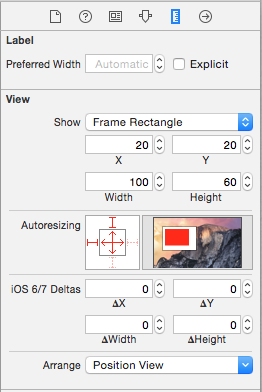 Label
Preferred Width Automatic Explicit
View
Show Frame Rectangle
20 20
X Y
100 60
Width Height
Autoresizing
iOS 6/7 Deltas 0 0
ΔX ΔY
0 0
ΔWidth ΔHeight
Arrange Position View